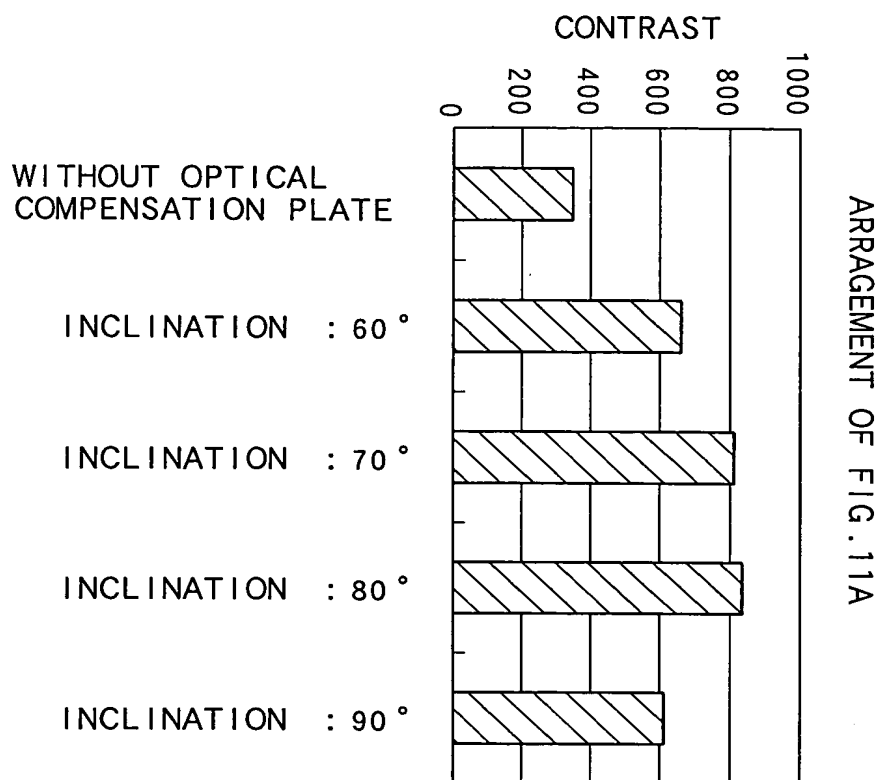 CONTRAST
0
200
400
600
800
1000
WITHOUT OPTICAL
COMPENSATION PLATE
INCLINATION : 60°
INCLINATION : 70°
INCLINATION : 80°
INCLINATION : 90°
ARRAGEMENT OF FIG.11A